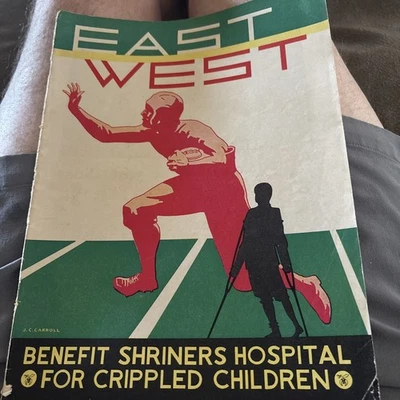 EAST
WEST
J.C. CARROLL
BENEFIT SHRINERS HOSPITAL
FOR CRIPPLED CHILDREN